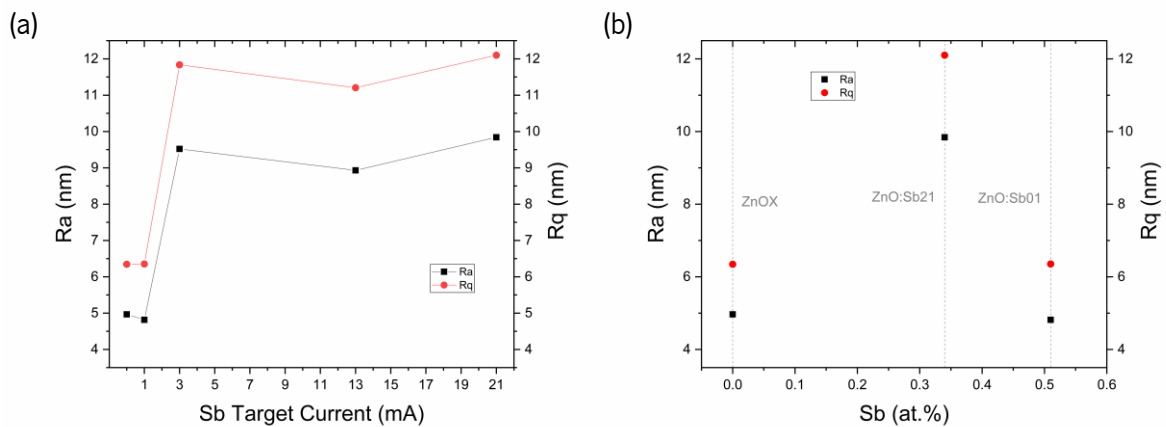 (a)
12
11
10
9
8
7
6
5
4
Ra (nm)
12
11
10
9
8
7
6
5
4
Rq (nm)
Ra
Rq
1 3 5 7 9 11 13 15 17 19 21
Sb Target Current (mA)
(b)
12
10
8
6
4
Ra (nm)
12
10
8
6
4
Rq (nm)
Ra
Rq
ZnOX
ZnO:Sb21
ZnO:Sb01
0.0 0.1 0.2 0.3 0.4 0.5 0.6
Sb (at.%)